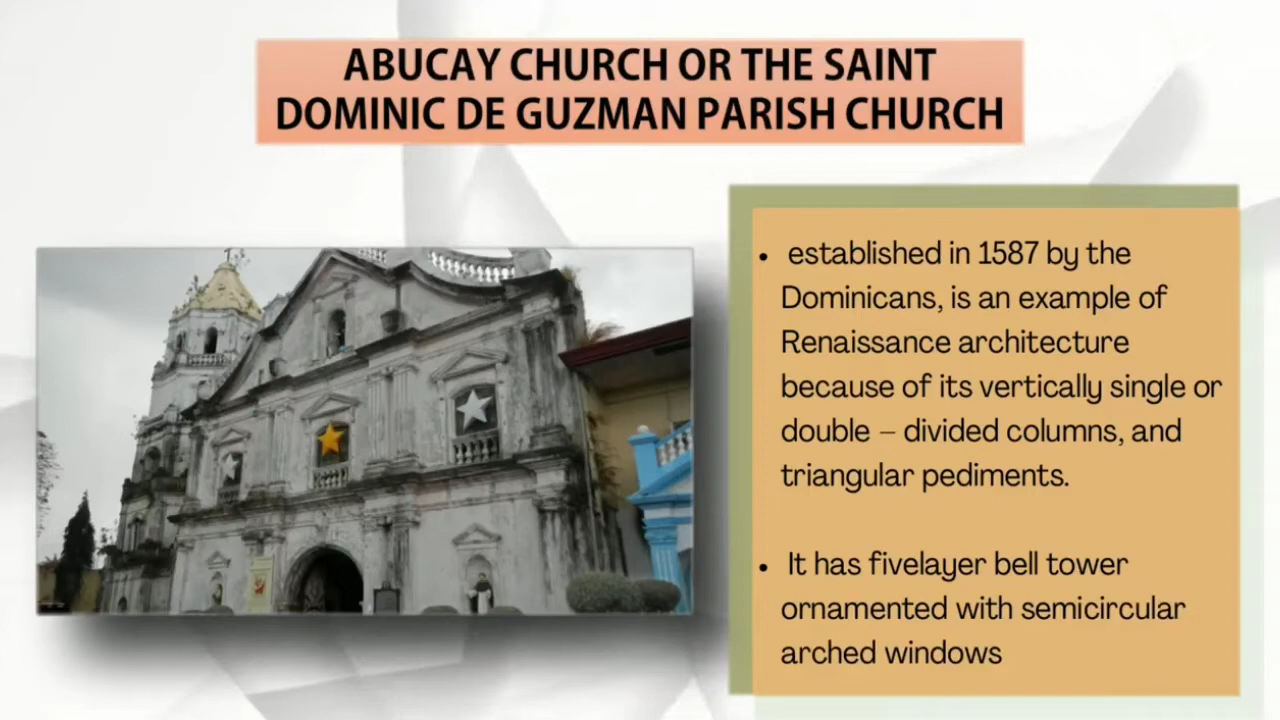 ABUCAY CHURCH OR THE SAINT
DOMINIC DE GUZMAN PARISH CHURCH
• established in 1587 by the
Dominicans, is an example of
Renaissance architecture
because of its vertically single or
double – divided columns, and
triangular pediments.
• It has fivelayer bell tower
ornamented with semicircular
arched windows